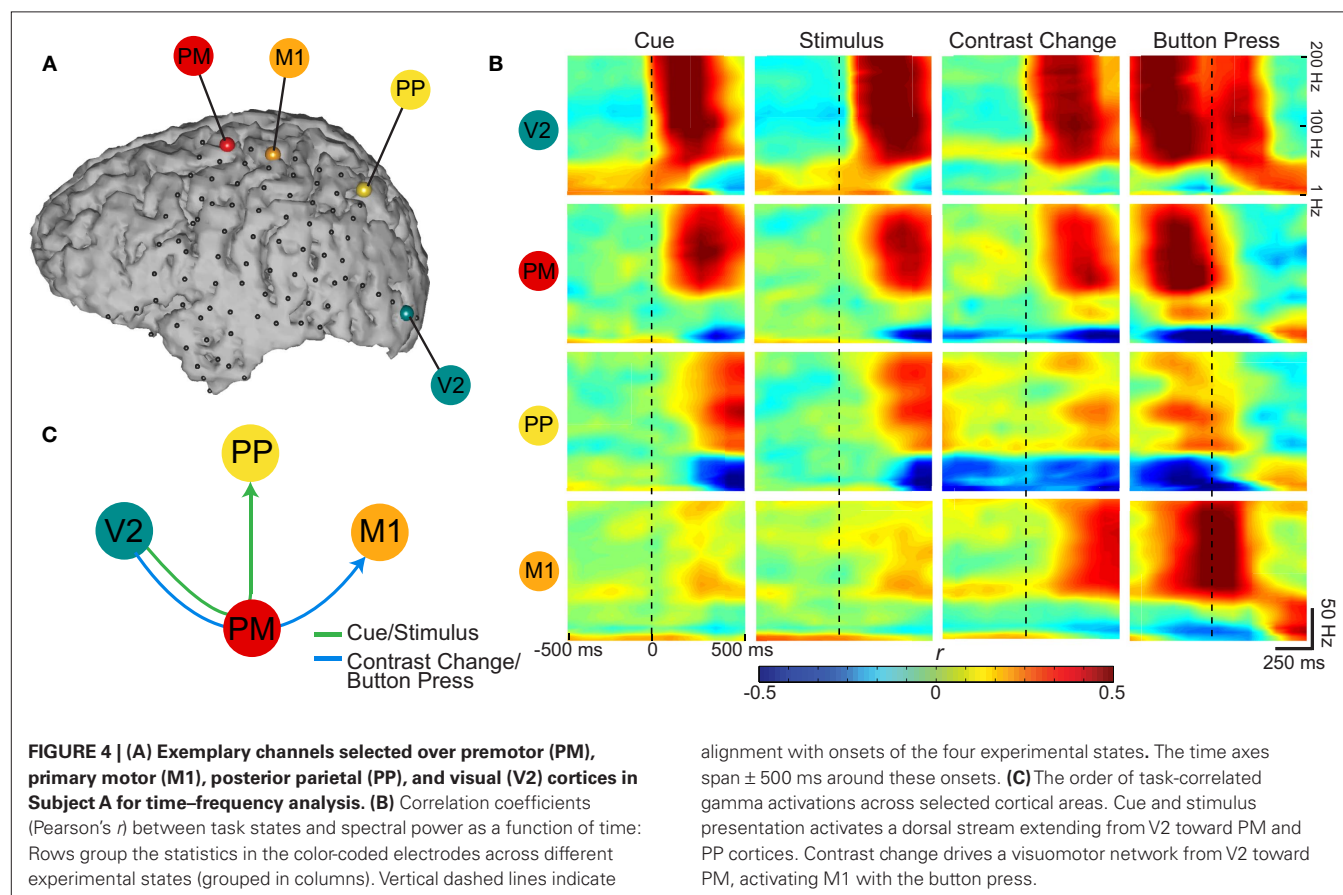 A
PM
M1
PP
V2
C
PP
V2
M1
PM
Cue/Stimulus
Contrast Change/
Button Press
B
Cue
Stimulus
Contrast Change
Button Press
V2
PM
PP
M1
200 Hz
100 Hz
1 Hz
-500 ms
0
500 ms
r
-0.5
0
0.5
50 Hz
250 ms
FIGURE 4 | (A) Exemplary channels selected over premotor (PM),
primary motor (M1), posterior parietal (PP), and visual (V2) cortices in
Subject A for time–frequency analysis. (B) Correlation coefficients
(Pearson's r) between task states and spectral power as a function of time:
Rows group the statistics in the color-coded electrodes across different
experimental states (grouped in columns). Vertical dashed lines indicate
alignment with onsets of the four experimental states. The time axes
span ± 500 ms around these onsets. (C) The order of task-correlated
gamma activations across selected cortical areas. Cue and stimulus
presentation activates a dorsal stream extending from V2 toward PM and
PP cortices. Contrast change drives a visuomotor network from V2 toward
PM, activating M1 with the button press.